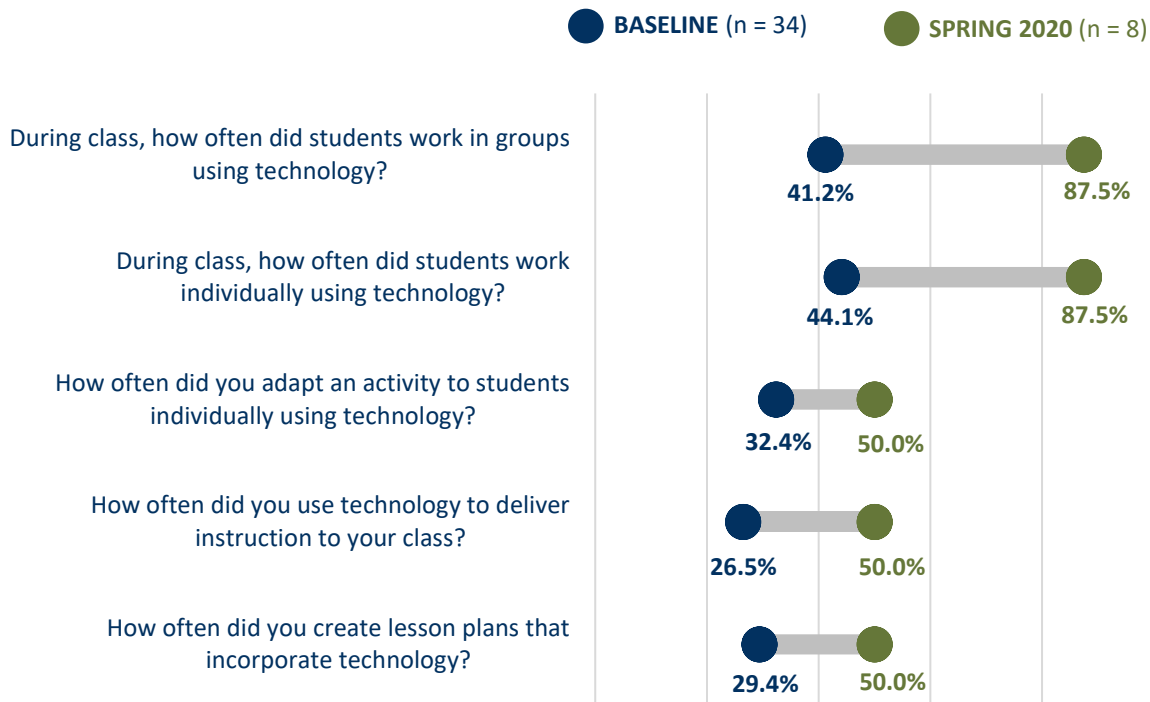 BASELINE (n = 34)
SPRING 2020 (n = 8)
During class, how often did students work in groups
using technology?
41.2%
87.5%
During class, how often did students work
individually using technology?
44.1%
87.5%
How often did you adapt an activity to students
individually using technology?
32.4%
50.0%
How often did you use technology to deliver
instruction to your class?
26.5%
50.0%
How often did you create lesson plans that
incorporate technology?
29.4%
50.0%